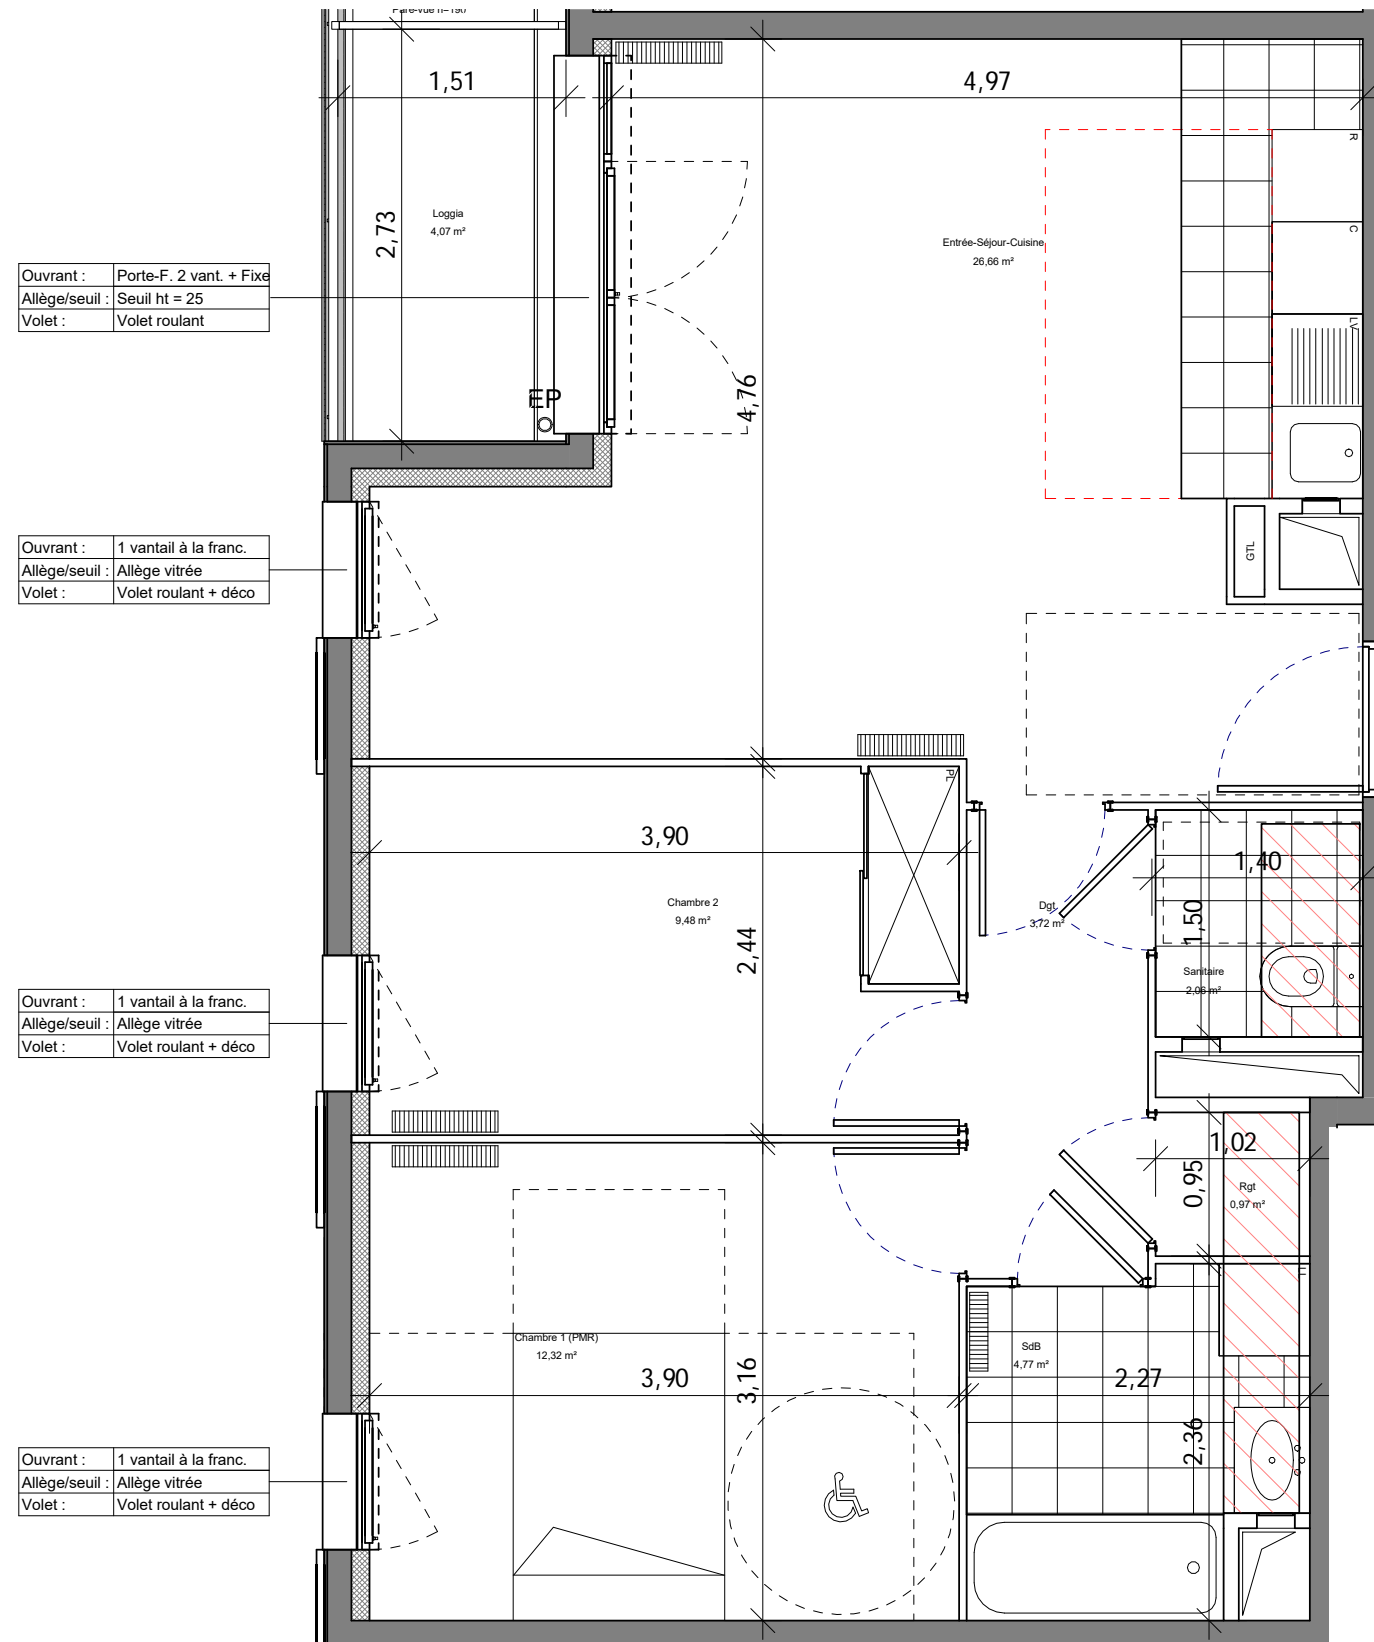 Pare-vue h=190
1,51
4,97
R
2,73
Loggia
4,07 m²
Entrée-Séjour-Cuisine
26,66 m²
C
Ouvrant : Porte-F. 2 vant. + Fixe
Allège/seuil : Seuil ht = 25
Volet : Volet roulant
LV
4,76
EP
GTL
Ouvrant : 1 vantail à la franc.
Allège/seuil : Allège vitrée
Volet : Volet roulant + déco
PL
3,90
1,40
Chambre 2
9,48 m²
Dgt
3,72 m²
2,44
1,50
Sanitaire
2,06 m²
Ouvrant : 1 vantail à la franc.
Allège/seuil : Allège vitrée
Volet : Volet roulant + déco
1,02
0,95
Rgt
0,97 m²
Chambre 1 (PMR)
12,32 m²
SdB
4,77 m²
3,90
3,16
2,27
2,36
Ouvrant : 1 vantail à la franc.
Allège/seuil : Allège vitrée
Volet : Volet roulant + déco